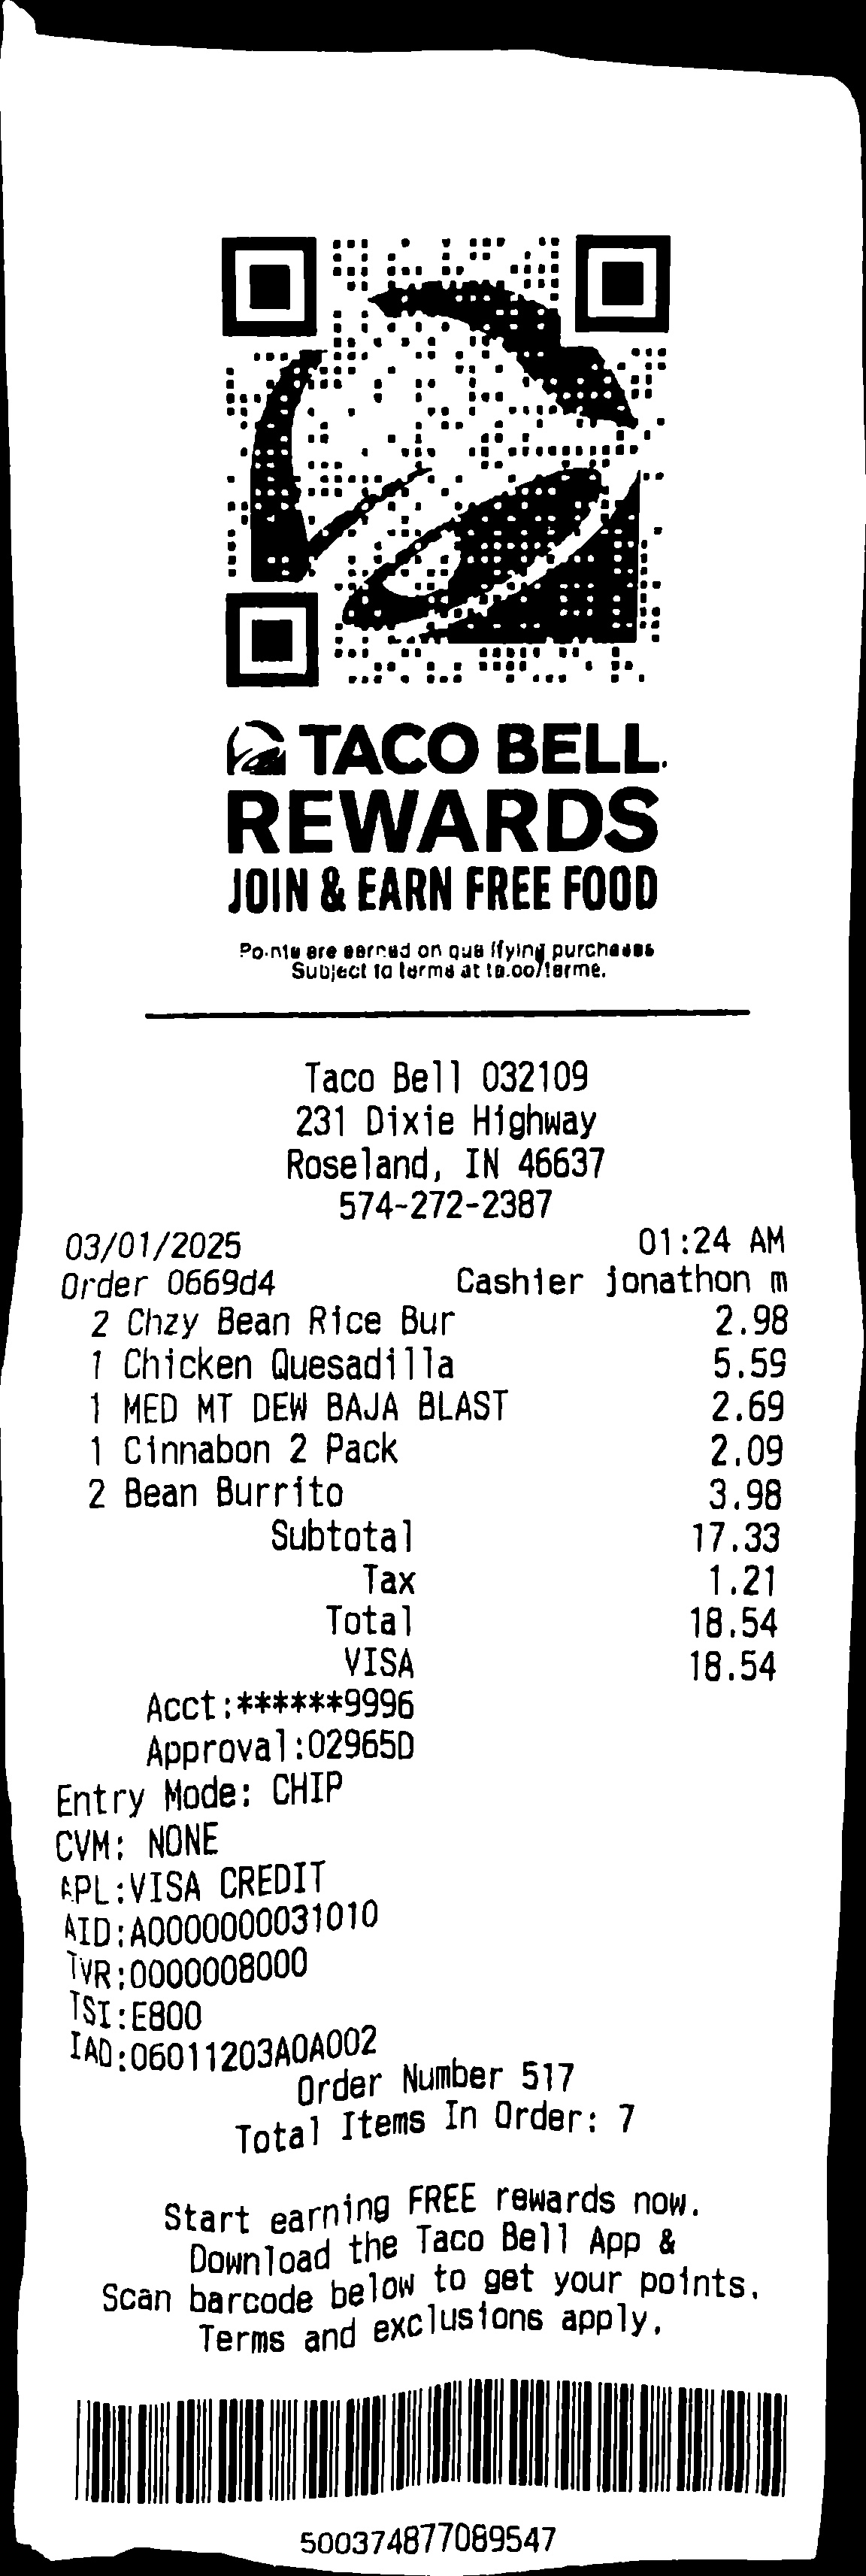 TACO BELL
REWARDS
JOIN & EARN FREE FOOD
Points are earned on qualifying purchases
Subject to terms at ta.co/terms.
Taco Bell 032109
231 Dixie Highway
Roseland, IN 46637
574-272-2387
03/01/2025 01:24 AM
Order 0669d4 Cashier jonathon m
2 Chzy Bean Rice Bur 2.98
1 Chicken Quesadilla 5.59
1 MED MT DEW BAJA BLAST 2.69
1 Cinnabon 2 Pack 2.09
2 Bean Burrito 3.98
Subtotal 17.33
Tax 1.21
Total 18.54
VISA 18.54
Acct:******9996
Approval:02965D
Entry Mode: CHIP
CVM: NONE
APL:VISA CREDIT
AID:A0000000031010
TVR:0000008000
TSI:E800
IAD:06011203A0A002
Order Number 517
Total Items In Order: 7
Start earning FREE rewards now.
Download the Taco Bell App &
Scan barcode below to get your points.
Terms and exclusions apply.
500374877089547